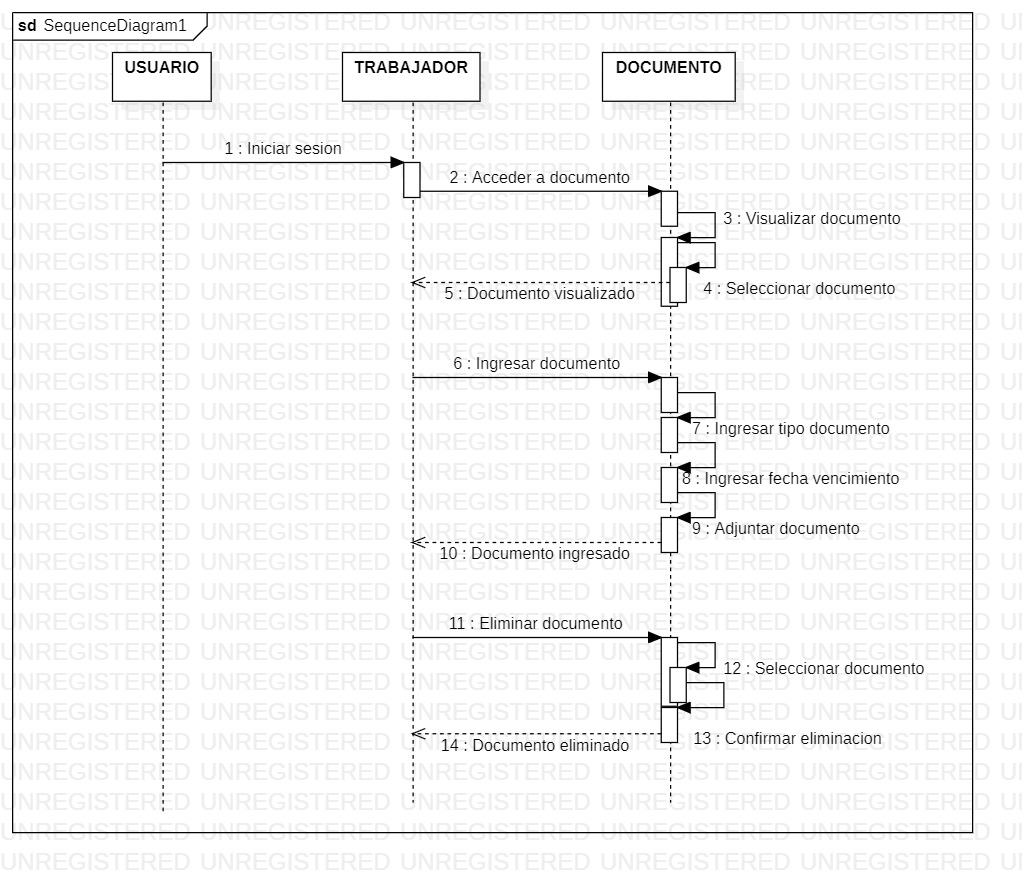 sd SequenceDiagram1
USUARIO
TRABAJADOR
DOCUMENTO
1 : Iniciar sesion
2 : Acceder a documento
3 : Visualizar documento
4 : Seleccionar documento
5 : Documento visualizado
6 : Ingresar documento
7 : Ingresar tipo documento
8 : Ingresar fecha vencimiento
9 : Adjuntar documento
10 : Documento ingresado
11 : Eliminar documento
12 : Seleccionar documento
13 : Confirmar eliminacion
14 : Documento eliminado
UNREGISTERED UNREGISTERED UNREGISTERED UNREGISTERED UNREGISTERED